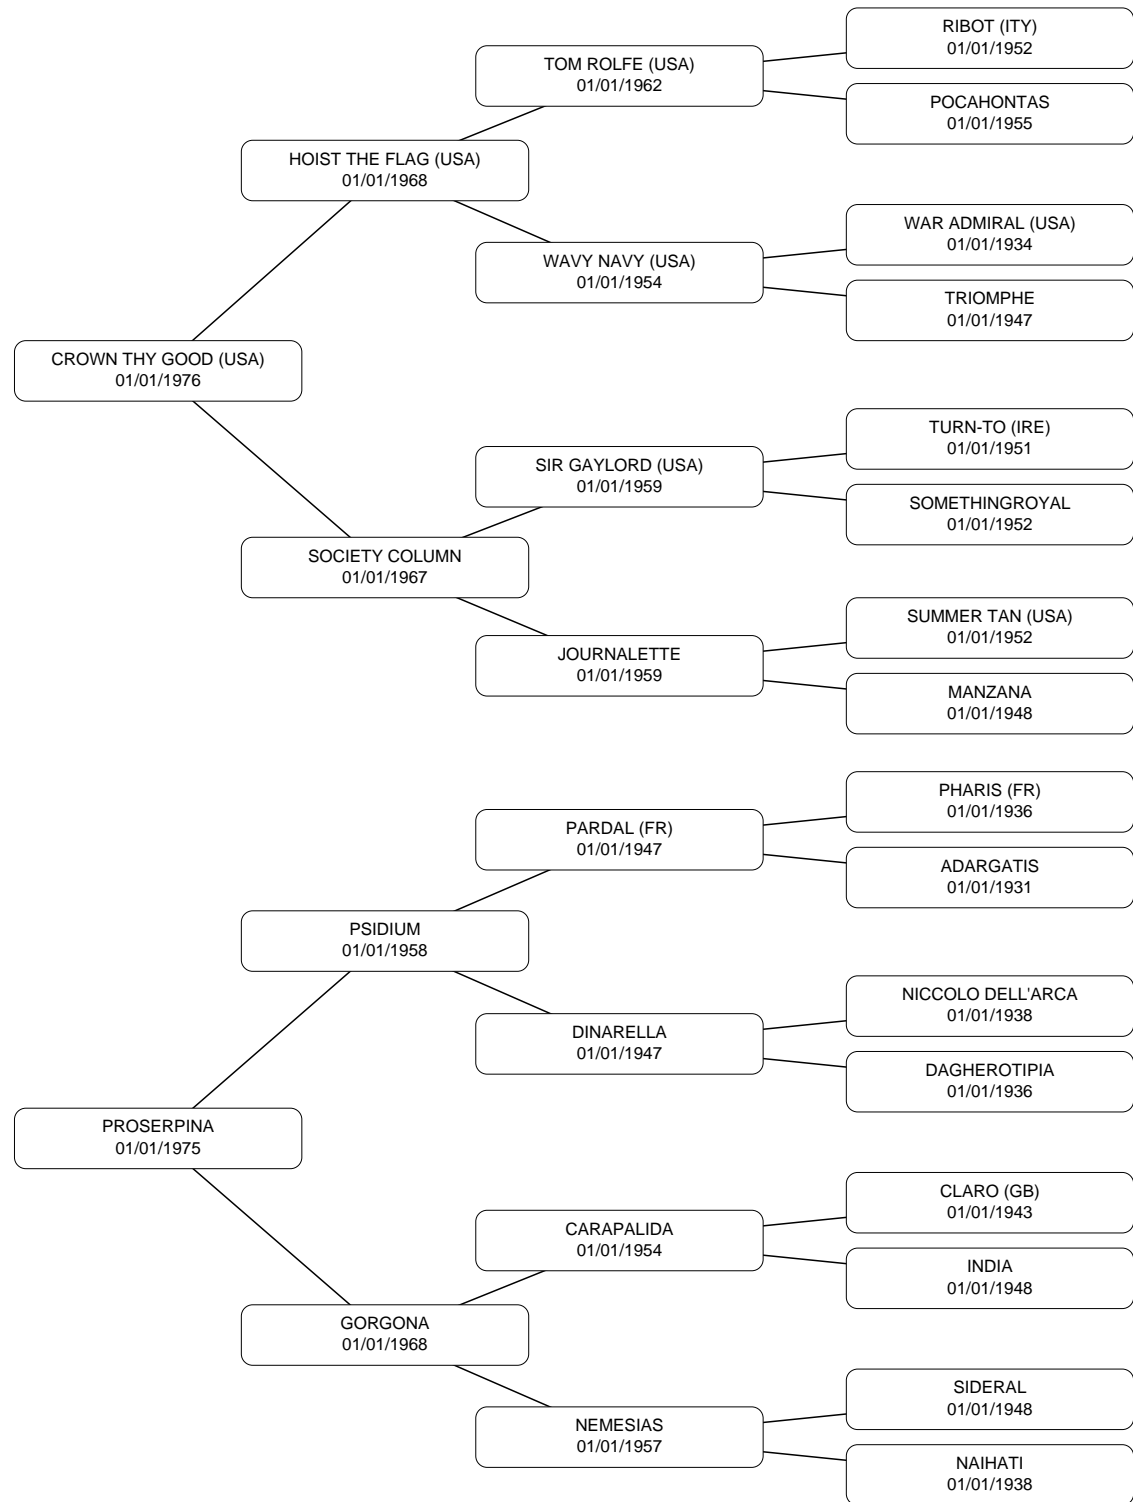 RIBOT (ITY)
01/01/1952
TOM ROLFE (USA)
01/01/1962
POCAHONTAS
01/01/1955
HOIST THE FLAG (USA)
01/01/1968
WAR ADMIRAL (USA)
01/01/1934
WAVY NAVY (USA)
01/01/1954
TRIOMPHE
01/01/1947
CROWN THY GOOD (USA)
01/01/1976
TURN-TO (IRE)
01/01/1951
SIR GAYLORD (USA)
01/01/1959
SOMETHINGROYAL
01/01/1952
SOCIETY COLUMN
01/01/1967
SUMMER TAN (USA)
01/01/1952
JOURNALETTE
01/01/1959
MANZANA
01/01/1948
PHARIS (FR)
01/01/1936
PARDAL (FR)
01/01/1947
ADARGATIS
01/01/1931
PSIDIUM
01/01/1958
NICCOLO DELL'ARCA
01/01/1938
DINARELLA
01/01/1947
DAGHEROTIPIA
01/01/1936
PROSERPINA
01/01/1975
CLARO (GB)
01/01/1943
CARAPALIDA
01/01/1954
INDIA
01/01/1948
GORGONA
01/01/1968
SIDERAL
01/01/1948
NEMESIAS
01/01/1957
NAIHATI
01/01/1938